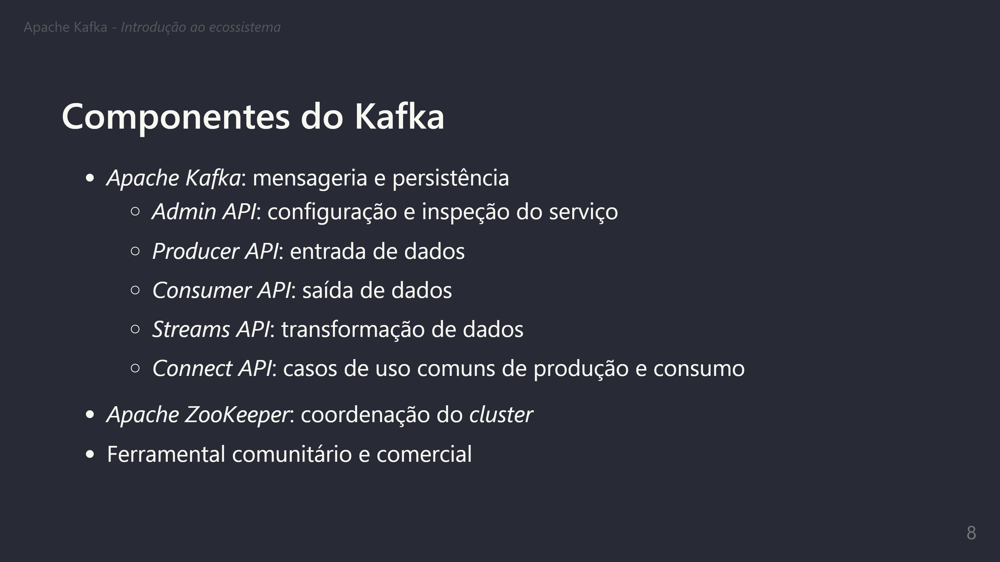 Apache Kafka - Introdução ao ecossistema
Componentes do Kafka
• Apache Kafka: mensageria e persistência
○ Admin API: configuração e inspeção do serviço
○ Producer API: entrada de dados
○ Consumer API: saída de dados
○ Streams API: transformação de dados
○ Connect API: casos de uso comuns de produção e consumo
• Apache ZooKeeper: coordenação do cluster
• Ferramental comunitário e comercial
8